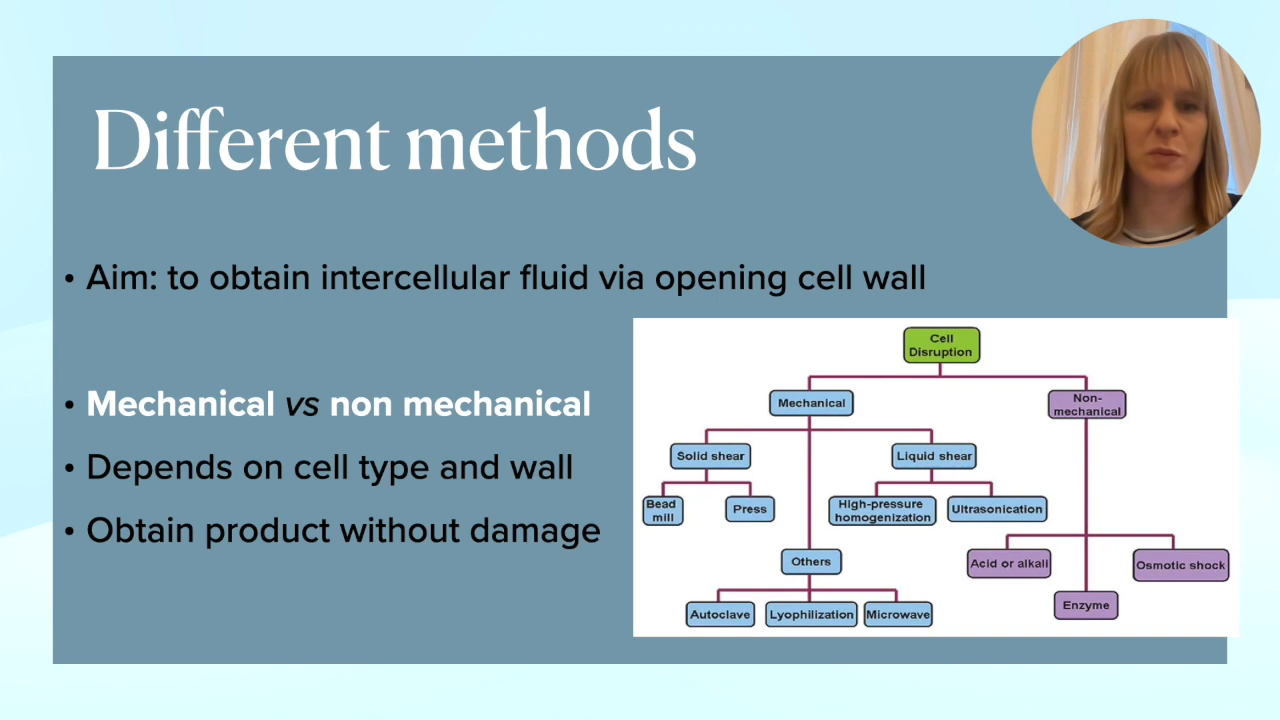 Different methods
• Aim: to obtain intercellular fluid via opening cell wall
• Mechanical vs non mechanical
• Depends on cell type and wall
• Obtain product without damage
Cell
Disruption
Mechanical
Non-
mechanical
Solid shear
Liquid shear
Bead
mill
Press
High-pressure
homogenization
Ultrasonication
Others
Acid or alkali
Osmotic shock
Enzyme
Autoclave
Lyophilization
Microwave